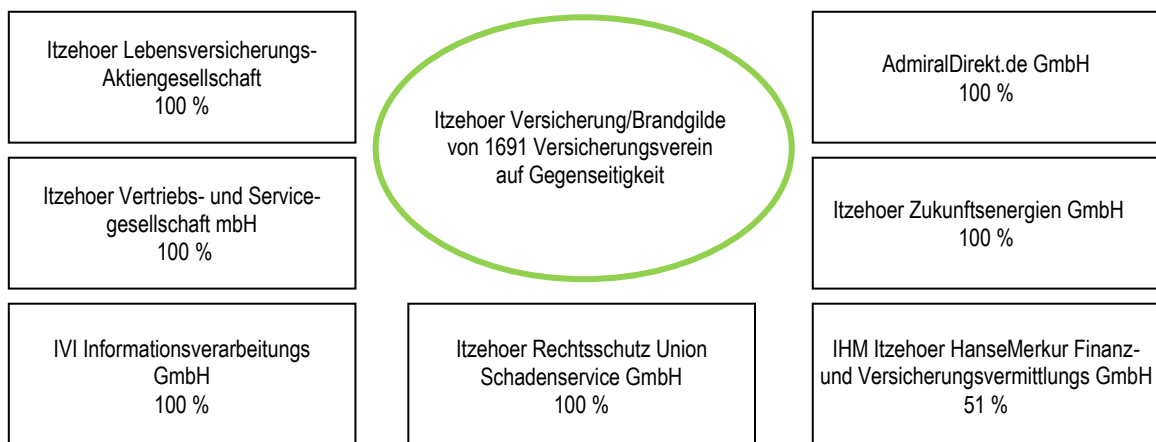 Itzehoer Lebensversicherungs-
Aktiengesellschaft
100 %
Itzehoer Versicherung/Brandgilde
von 1691 Versicherungsverein
auf Gegenseitigkeit
AdmiralDirekt.de GmbH
100 %
Itzehoer Vertriebs- und Service-
gesellschaft mbH
100 %
Itzehoer Zukunftsenergien GmbH
100 %
IVI Informationsverarbeitungs
GmbH
100 %
Itzehoer Rechtsschutz Union
Schadenservice GmbH
100 %
IHM Itzehoer HanseMerkur Finanz-
und Versicherungsvermittlungs GmbH
51 %